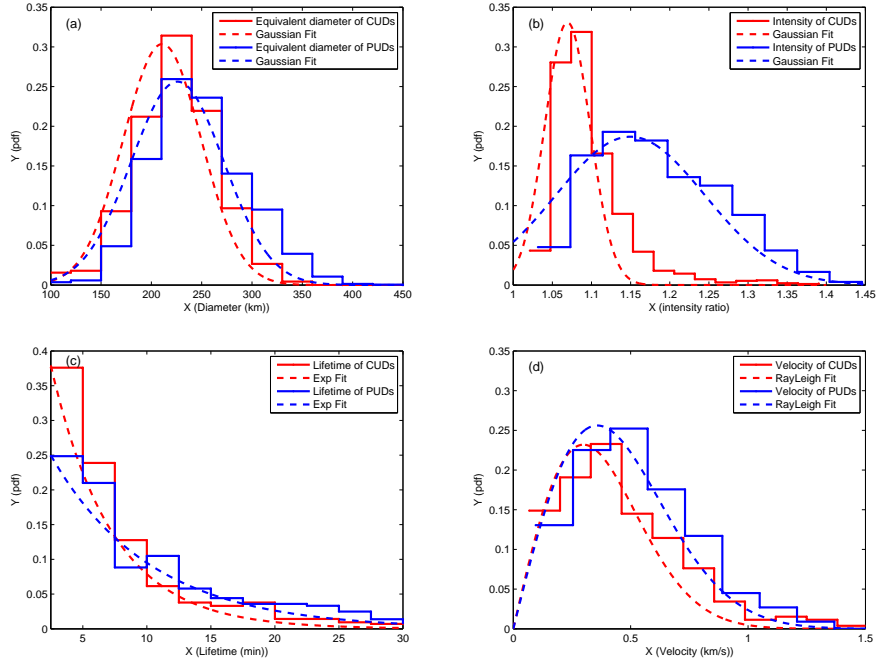 (a)
Equivalent diameter of CUDs
Gaussian Fit
Equivalent diameter of PUDs
Gaussian Fit
0.35
0.3
0.25
0.2
0.15
0.1
0.05
0
Y (pdf)
100 150 200 250 300 350 400 450
X (Diameter (km))
(b)
Intensity of CUDs
Gaussian Fit
Intensity of PUDs
Gaussian Fit
0.35
0.3
0.25
0.2
0.15
0.1
0.05
0
Y (pdf)
1 1.05 1.1 1.15 1.2 1.25 1.3 1.35 1.4 1.45
X (intensity ratio)
(c)
Lifetime of CUDs
Exp Fit
Lifetime of PUDs
Exp Fit
0.4
0.35
0.3
0.25
0.2
0.15
0.1
0.05
0
Y (pdf)
5 10 15 20 25 30
X (Lifetime (min))
(d)
Velocity of CUDs
RayLeigh Fit
Velocity of PUDs
RayLeigh Fit
0.35
0.3
0.25
0.2
0.15
0.1
0.05
0
Y (pdf)
0 0.5 1 1.5
X (Velocity (km/s))